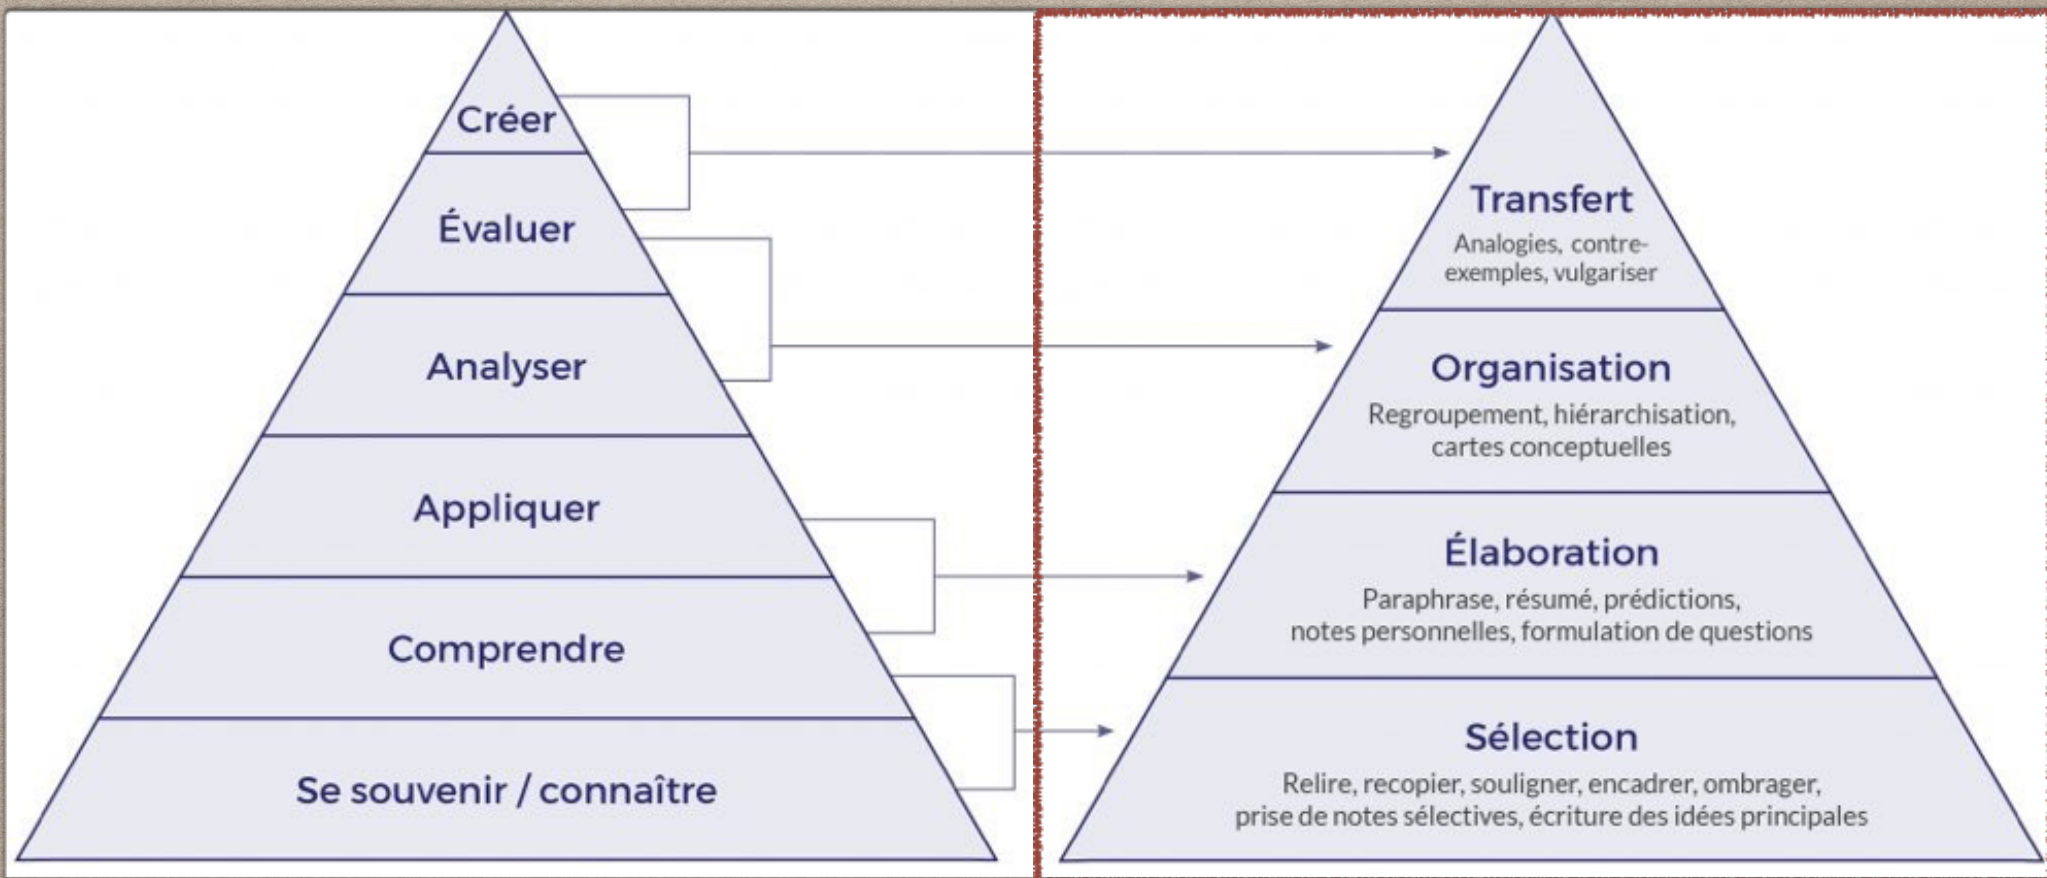 Créer
Évaluer
Analyser
Appliquer
Comprendre
Se souvenir / connaître
Transfert
Analogies, contre-
exemples, vulgariser
Organisation
Regroupement, hiérarchisation,
cartes conceptuelles
Élaboration
Paraphrase, résumé, prédictions,
notes personnelles, formulation de questions
Sélection
Relire, recopier, souligner, encadrer, ombrager,
prise de notes sélectives, écriture des idées principales